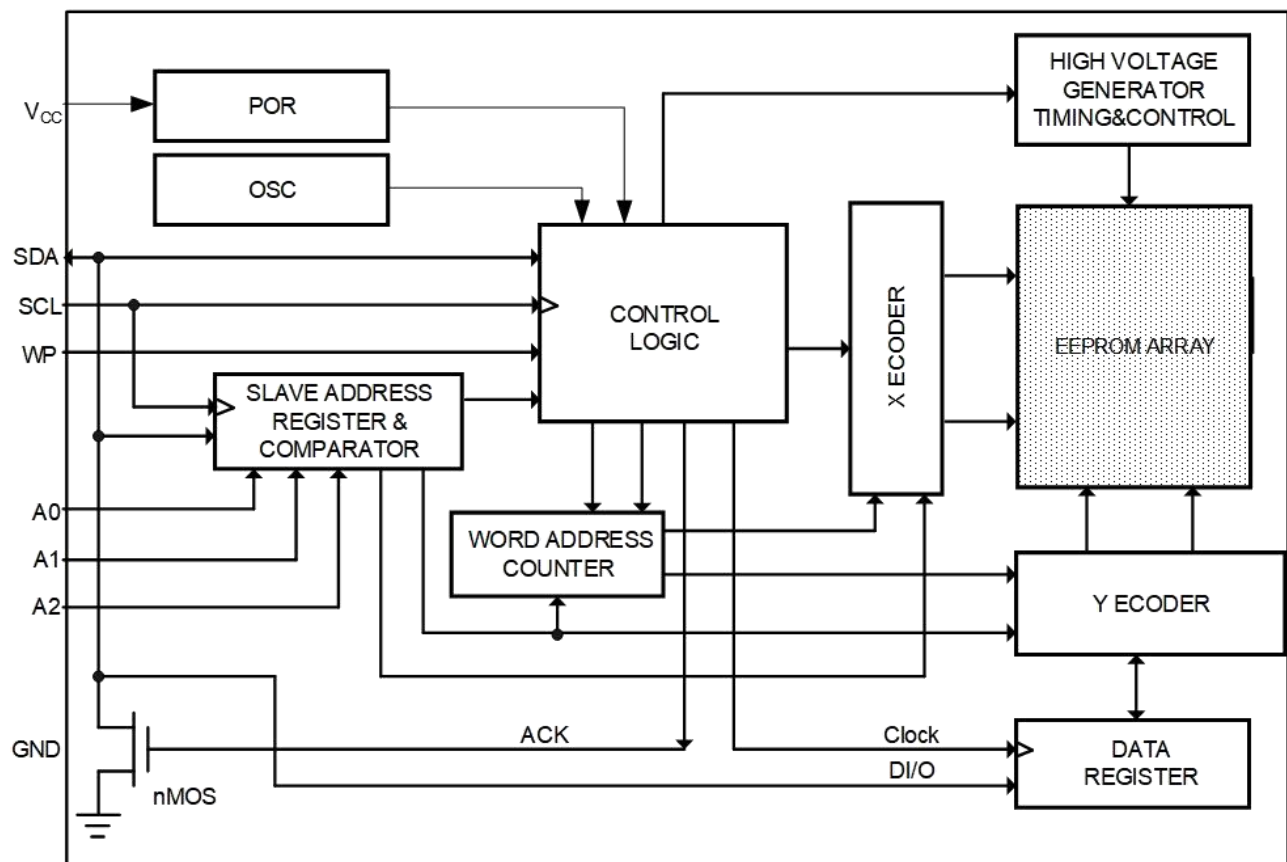 HIGH VOLTAGE
GENERATOR
TIMING&CONTROL
VCC
POR
OSC
SDA
SCL
WP
CONTROL
LOGIC
X ECODER
EEPROM ARRAY
SLAVE ADDRESS
REGISTER &
COMPARATOR
A0
A1
A2
WORD ADDRESS
COUNTER
Y ECODER
GND
ACK
Clock
DI/O
DATA
REGISTER
nMOS